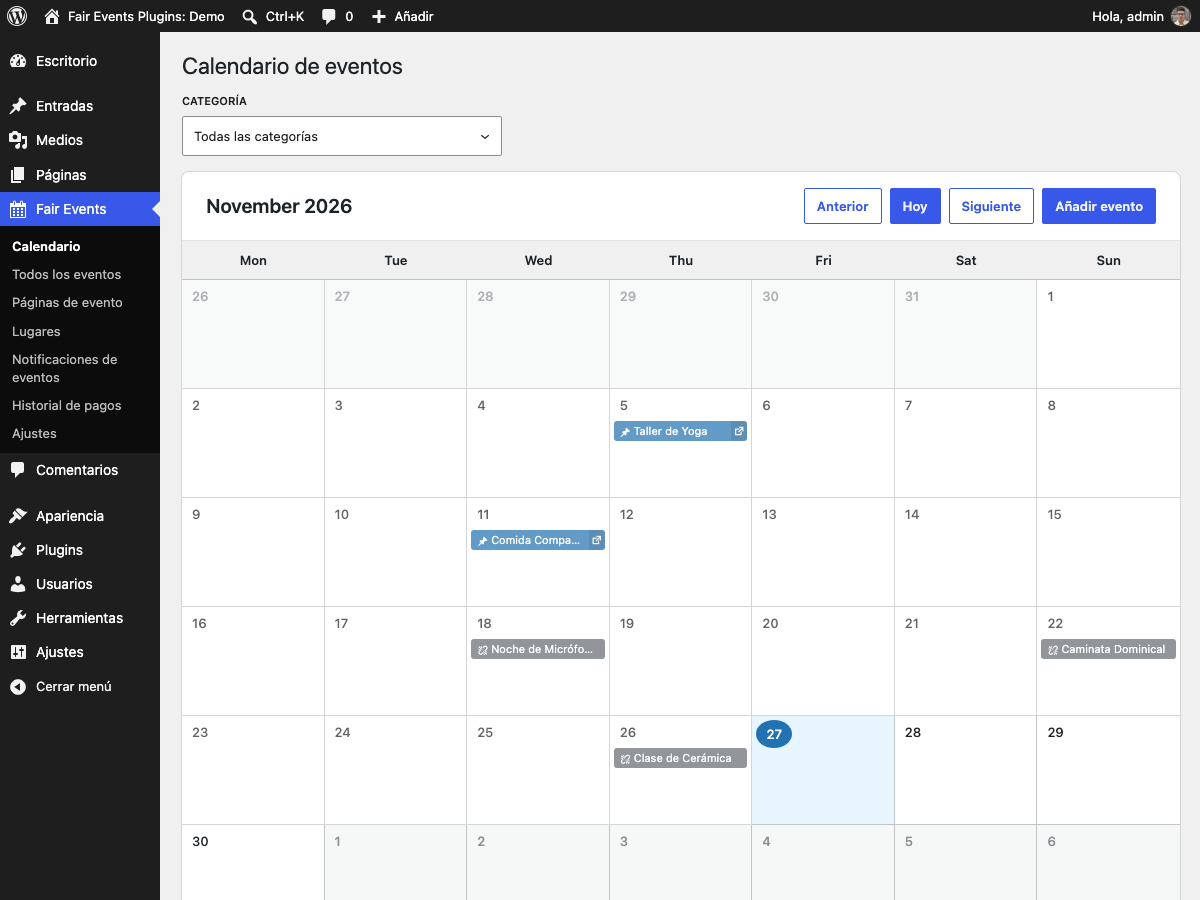 Fair Events Plugins: Demo Ctrl+K 0 Añadir Hola, admin
Escritorio
Entradas
Medios
Páginas
Fair Events
Calendario
Todos los eventos
Páginas de evento
Lugares
Notificaciones de
eventos
Historial de pagos
Ajustes
Comentarios
Apariencia
Plugins
Usuarios
Herramientas
Ajustes
Cerrar menú
Calendario de eventos
CATEGORÍA
Todas las categorías
November 2026 Anterior Hoy Siguiente Añadir evento
Mon Tue Wed Thu Fri Sat Sun
26 27 28 29 30 31 1
2 3 4 5 6 7 8
Taller de Yoga
9 10 11 12 13 14 15
Comida Compa...
16 17 18 19 20 21 22
Noche de Micrófo... Caminata Dominical
23 24 25 26 27 28 29
Clase de Cerámica
30 1 2 3 4 5 6